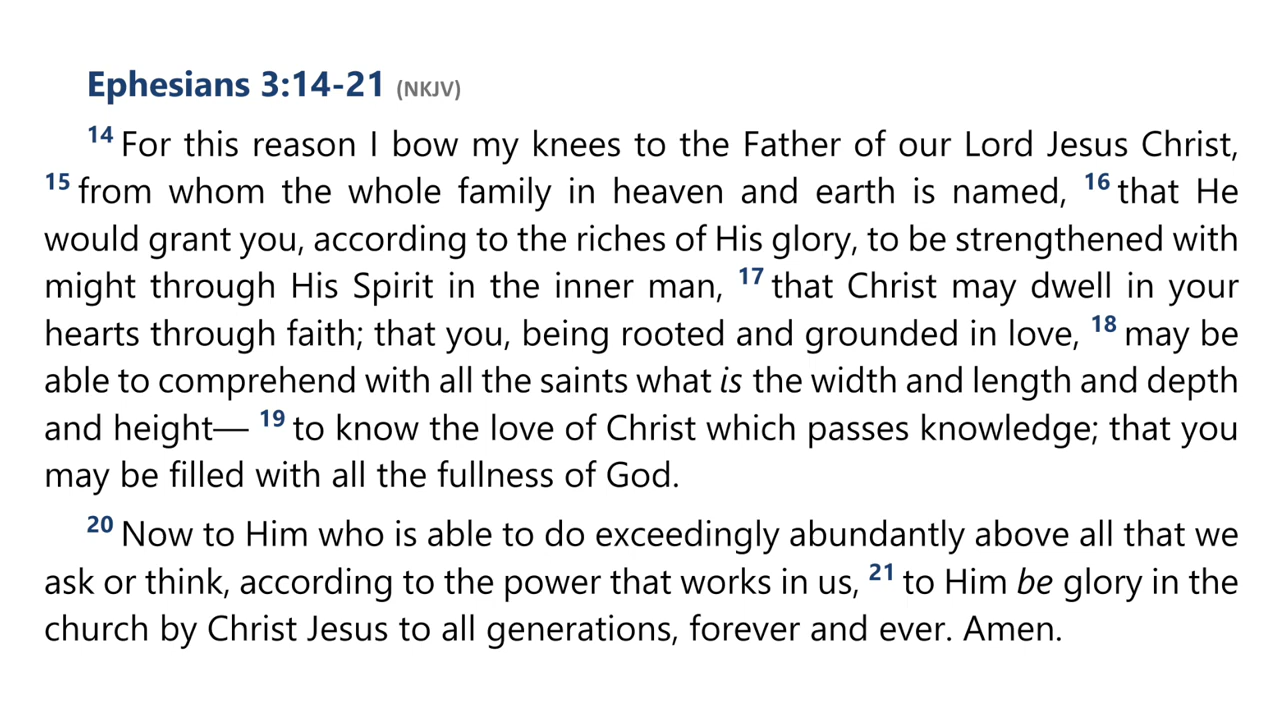 Ephesians 3:14-21 (NKJV)
14 For this reason I bow my knees to the Father of our Lord Jesus Christ,
15 from whom the whole family in heaven and earth is named, 16 that He
would grant you, according to the riches of His glory, to be strengthened with
might through His Spirit in the inner man, 17 that Christ may dwell in your
hearts through faith; that you, being rooted and grounded in love, 18 may be
able to comprehend with all the saints what is the width and length and depth
and height— 19 to know the love of Christ which passes knowledge; that you
may be filled with all the fullness of God.
20 Now to Him who is able to do exceedingly abundantly above all that we
ask or think, according to the power that works in us, 21 to Him be glory in the
church by Christ Jesus to all generations, forever and ever. Amen.